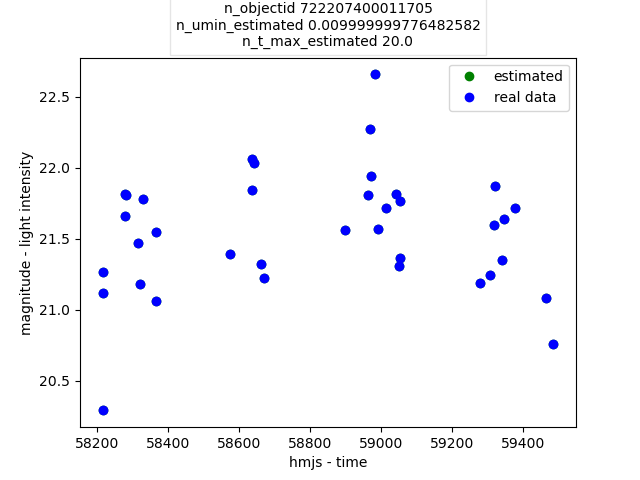 n_objectid 722207400011705
n_umin_estimated 0.009999999776482582
n_t_max_estimated 20.0
estimated
real data
magnitude - light intensity
22.5
22.0
21.5
21.0
20.5
58200 58400 58600 58800 59000 59200 59400
hmjs - time